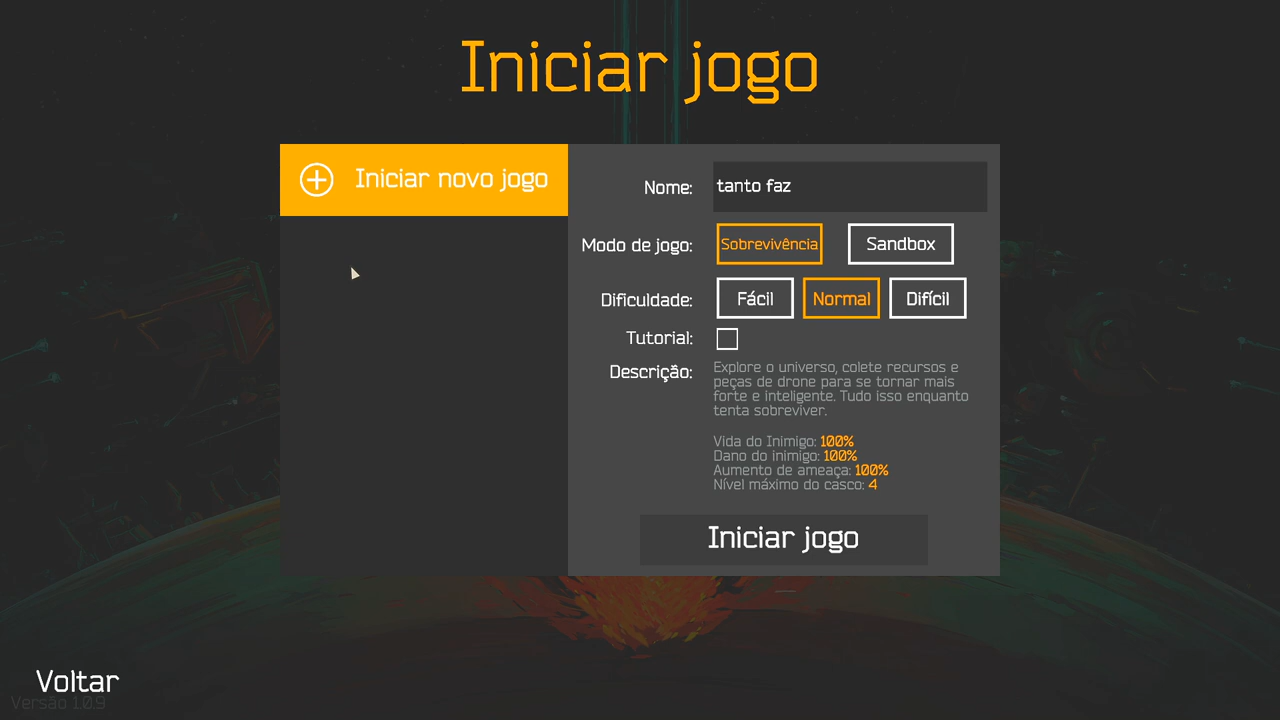 Iniciar jogo
Iniciar novo jogo
Nome: tanto faz
Modo de jogo: Sobrevivência Sandbox
Dificuldade: Fácil Normal Difícil
Tutorial:
Descrição: Explore o universo, colete recursos e
peças de drone para se tornar mais
forte e inteligente. Tudo isso enquanto
tenta sobreviver.
Vida do Inimigo: 100%
Dano do inimigo: 100%
Aumento de ameaça: 100%
Nível máximo do casco: 4
Iniciar jogo
Voltar
Versão 1.0.9